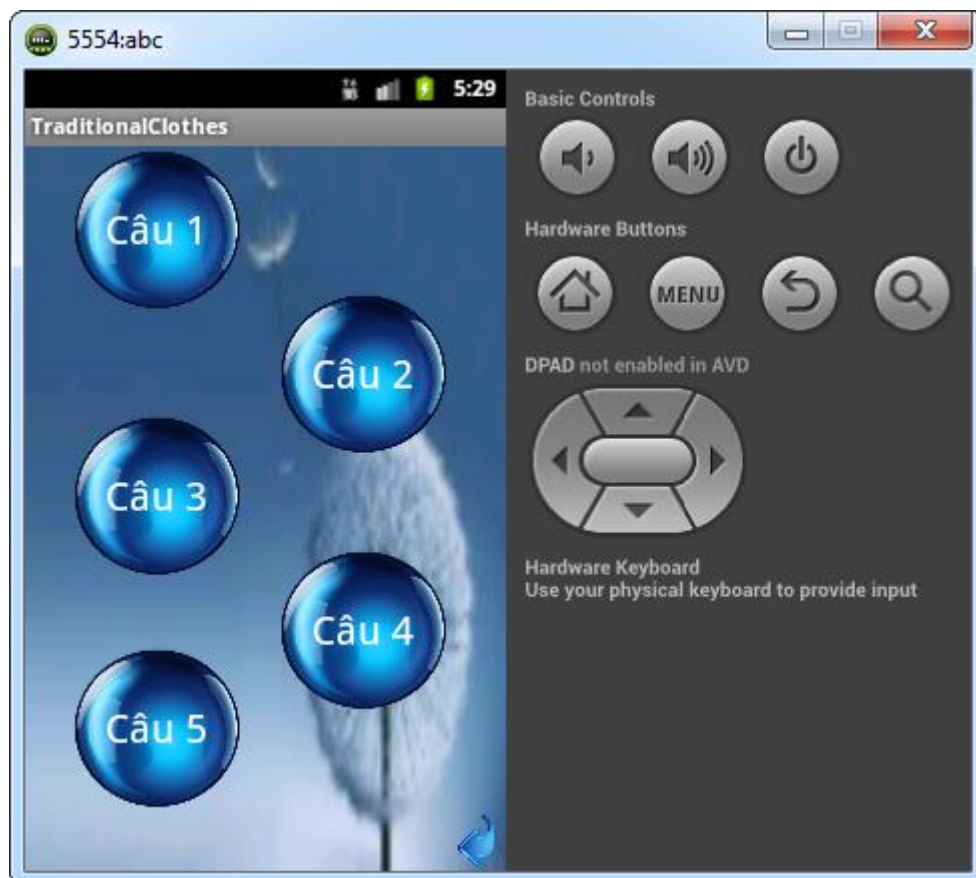 5554:abc
5:29
TraditionalClothes
Câu 1
Câu 2
Câu 3
Câu 4
Câu 5
Basic Controls
Hardware Buttons
MENU
DPAD not enabled in AVD
Hardware Keyboard
Use your physical keyboard to provide input